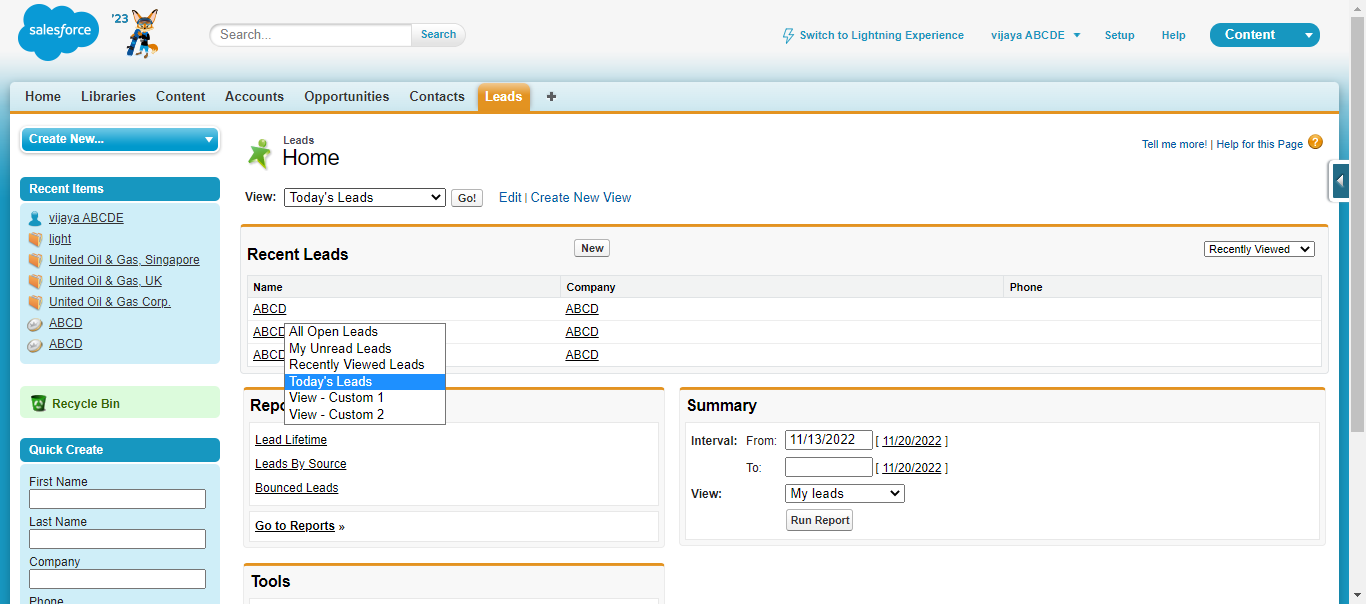 salesforce '23 Search... Search Switch to Lightning Experience vijaya ABCDE Setup Help Content
Home Libraries Content Accounts Opportunities Contacts Leads +
Create New...
Recent Items
vijaya ABCDE
light
United Oil & Gas, Singapore
United Oil & Gas, UK
United Oil & Gas Corp.
ABCD
ABCD
Recycle Bin
Quick Create
First Name
Last Name
Company
Phone
Leads
Home
Tell me more! | Help for this Page ?
View: Today's Leads Go! Edit | Create New View
Recent Leads New Recently Viewed
Name Company Phone
ABCD ABCD
ABCD ABCD
ABCD ABCD
All Open Leads
My Unread Leads
Recently Viewed Leads
Today's Leads
View - Custom 1
View - Custom 2
Lead Lifetime
Leads By Source
Bounced Leads
Go to Reports »
Summary
Interval: From: 11/13/2022 [ 11/20/2022 ]
To: [ 11/20/2022 ]
View: My leads
Run Report
Tools